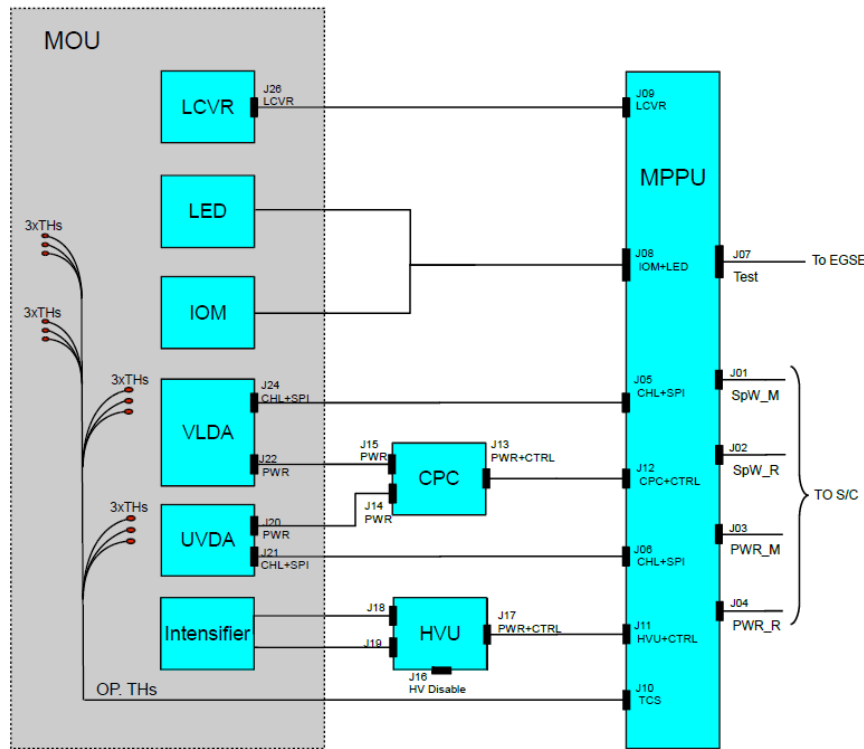 MOU
LCVR
J26
LCVR
J09
LCVR
MPPU
LED
3xTHs
J08
IOM+LED
J07
Test
To EGSE
IOM
3xTHs
3xTHs
J24
CHL+SPI
J05
CHL+SPI
J01
SpW_M
VLDA
J22
PWR
J15
PWR
J13
PWR+CTRL
CPC
J12
CPC+CTRL
J02
SpW_R
J14
PWR
TO S/C
3xTHs
J20
PWR
UVDA
J21
CHL+SPI
J06
CHL+SPI
J03
PWR_M
Intensifier
J18
J19
HVU
J17
PWR+CTRL
J11
HVU+CTRL
J04
PWR_R
J16
HV Disable
OP. THs
J10
TCS